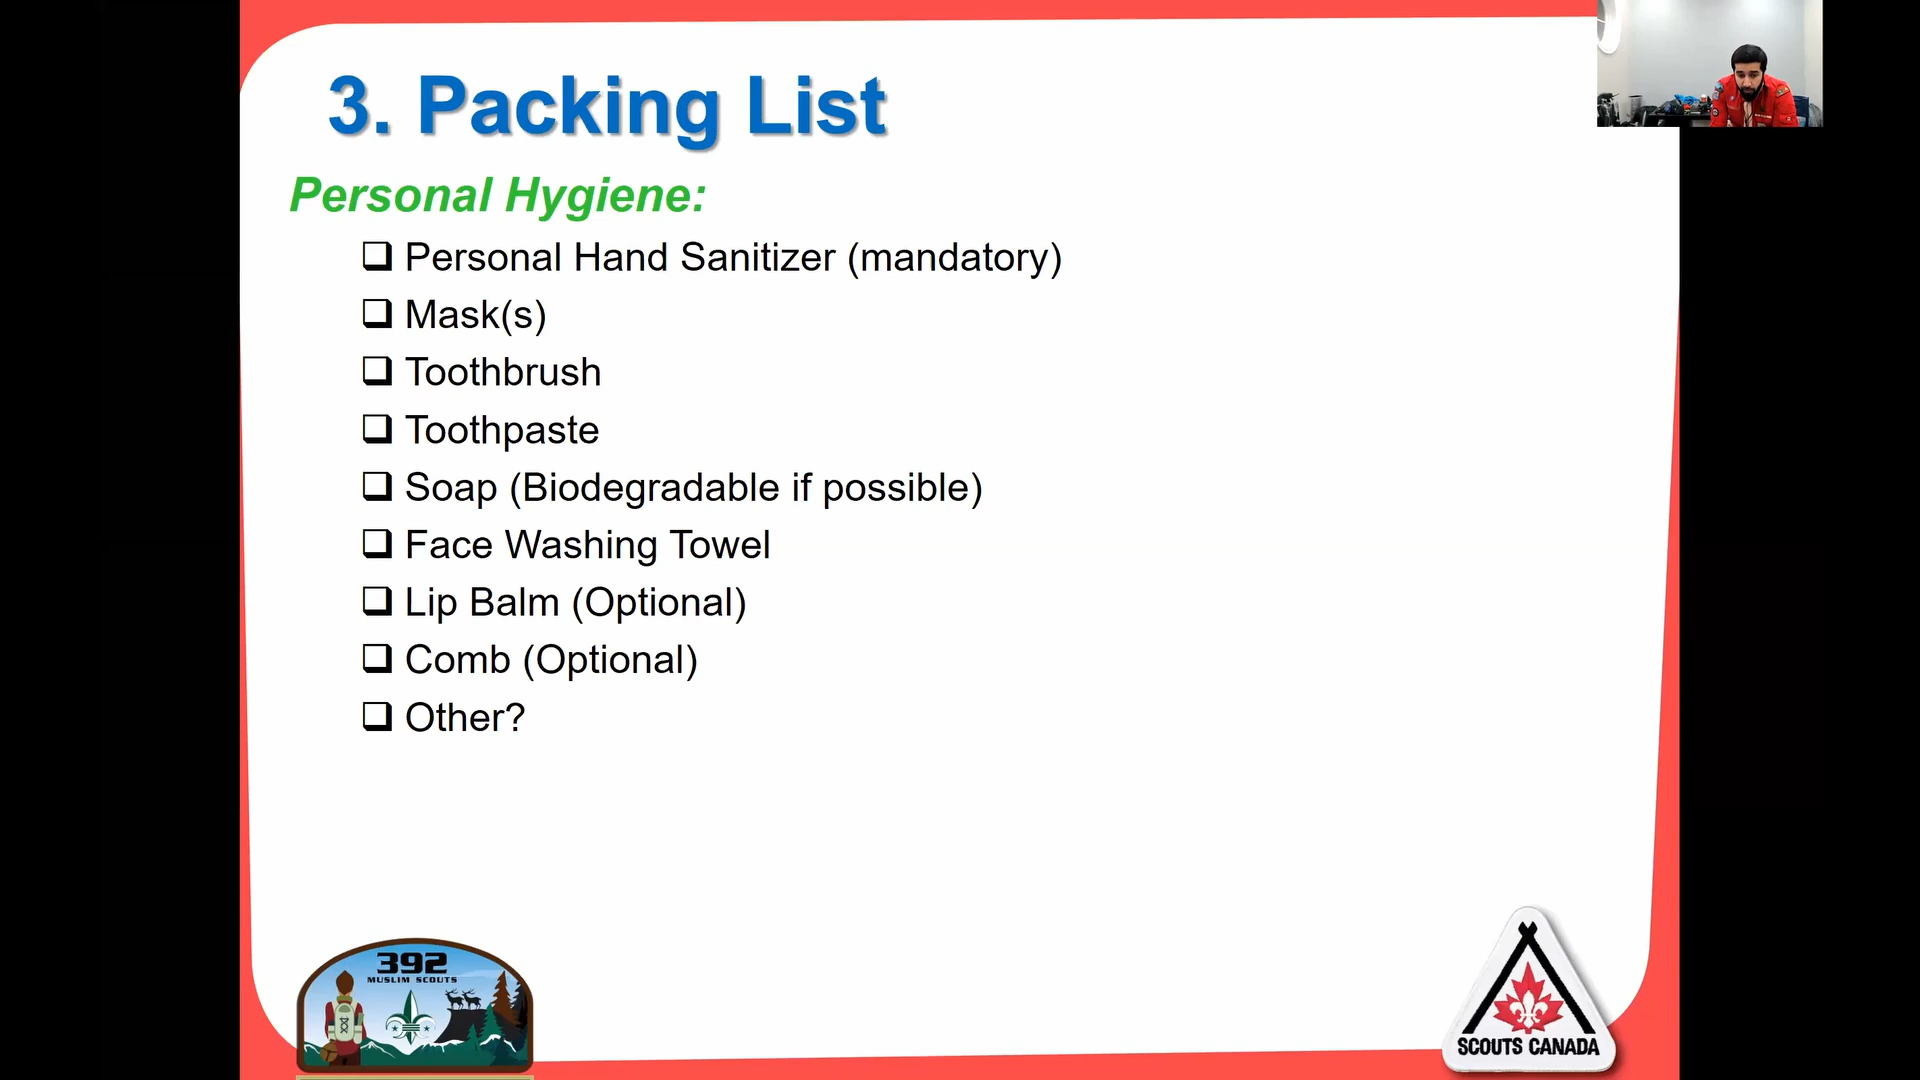 3. Packing List
Personal Hygiene:
❑ Personal Hand Sanitizer (mandatory)
❑ Mask(s)
❑ Toothbrush
❑ Toothpaste
❑ Soap (Biodegradable if possible)
❑ Face Washing Towel
❑ Lip Balm (Optional)
❑ Comb (Optional)
❑ Other?
392
MUSLIM SCOUTS
SCOUTS CANADA